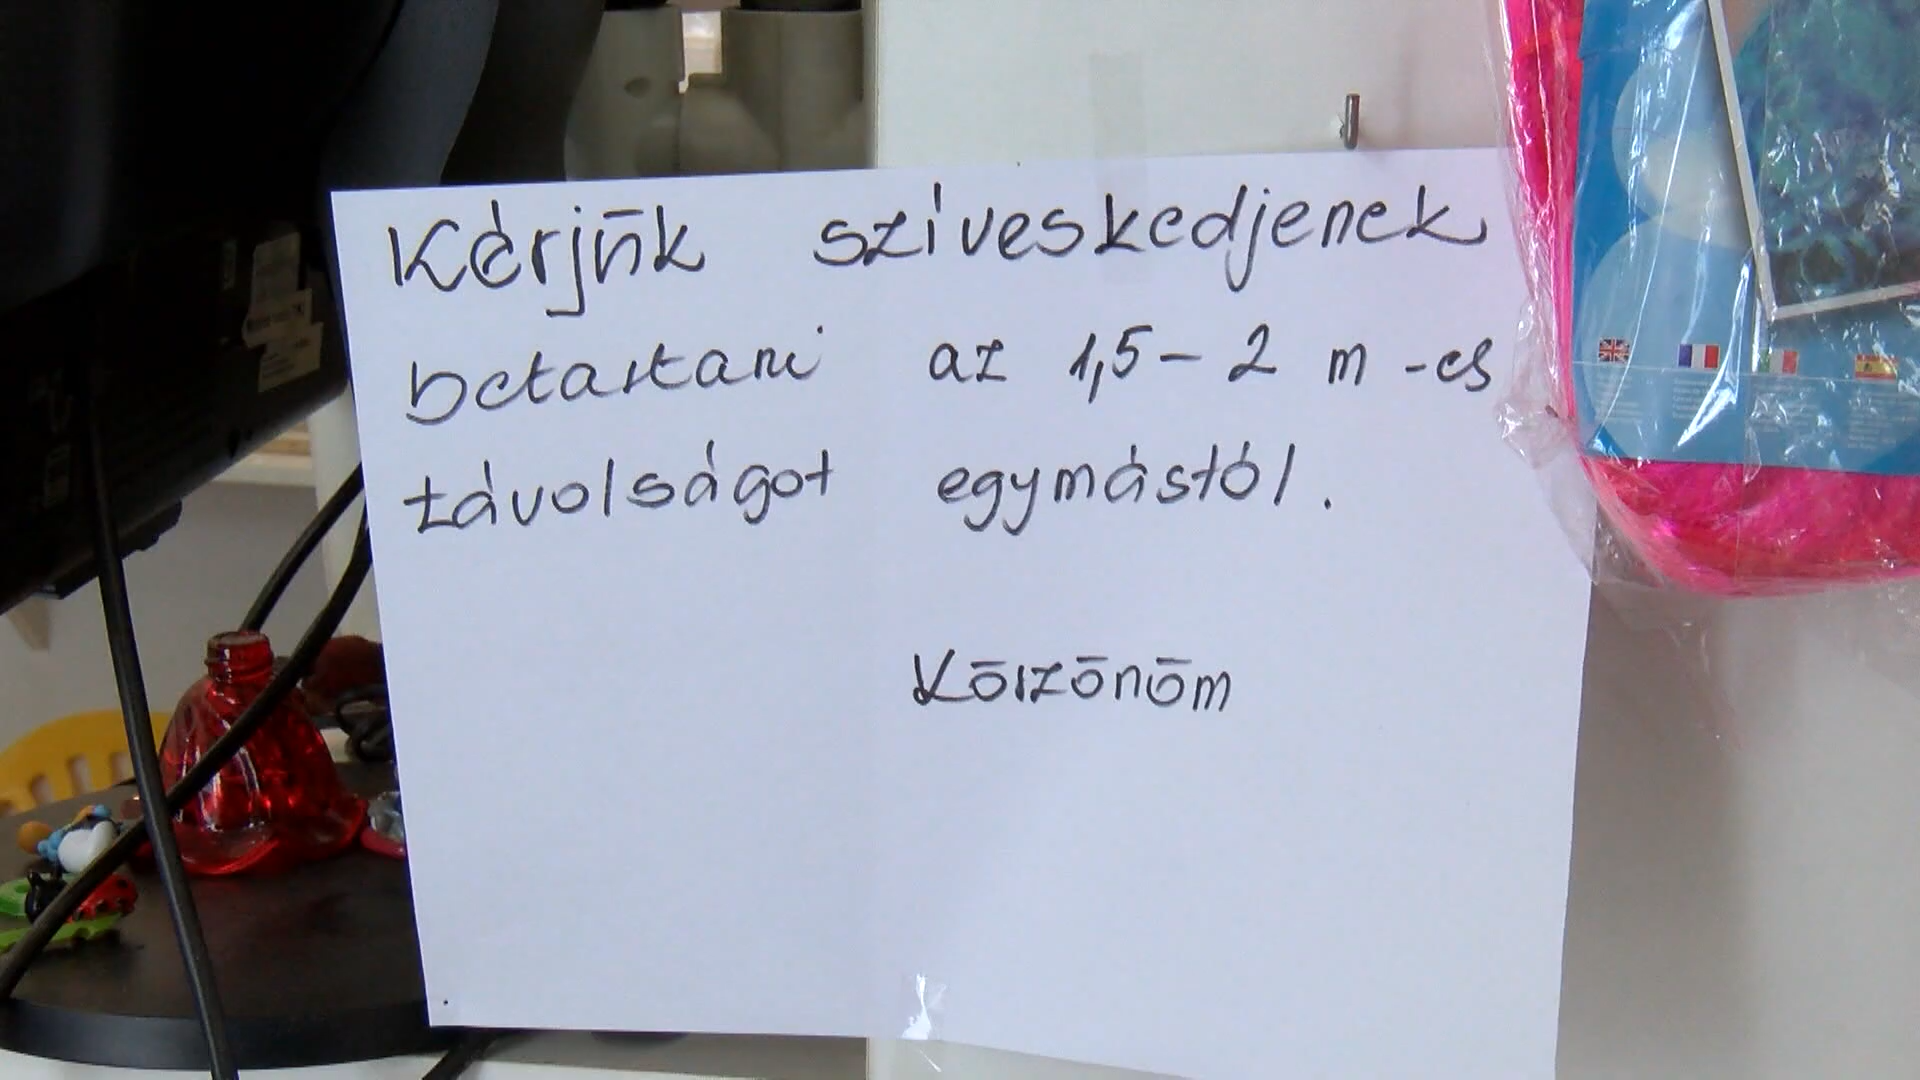 Kérjük szíveskedjenek
betartani az 1,5 - 2 m -es
távolságot egymástól.
Köszönöm